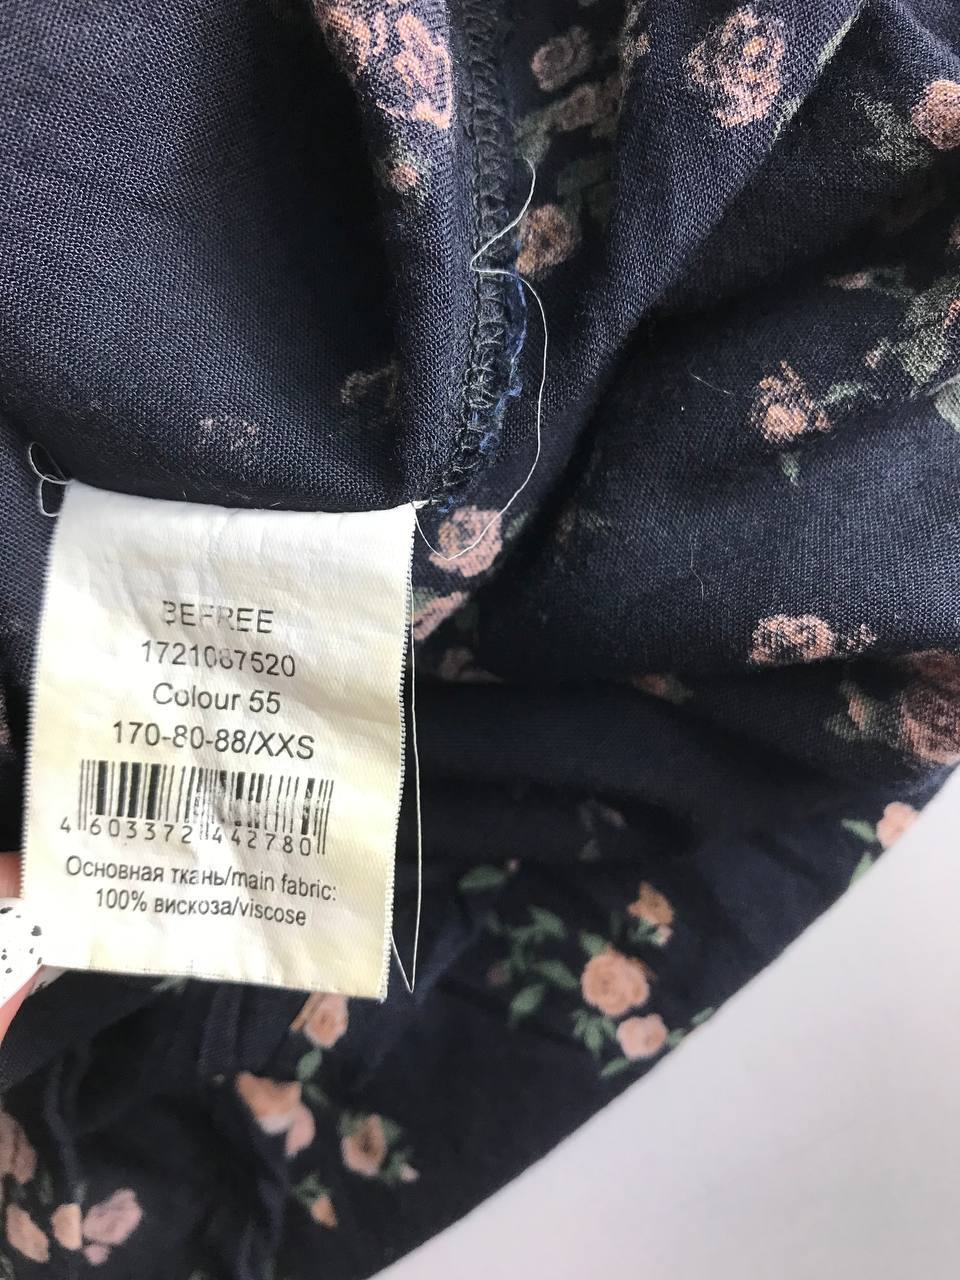 BEFREE
1721087520
Colour 55
170-80-88/XXS
4 603372 442780
Основная ткань/main fabric:
100% вискоза/viscose